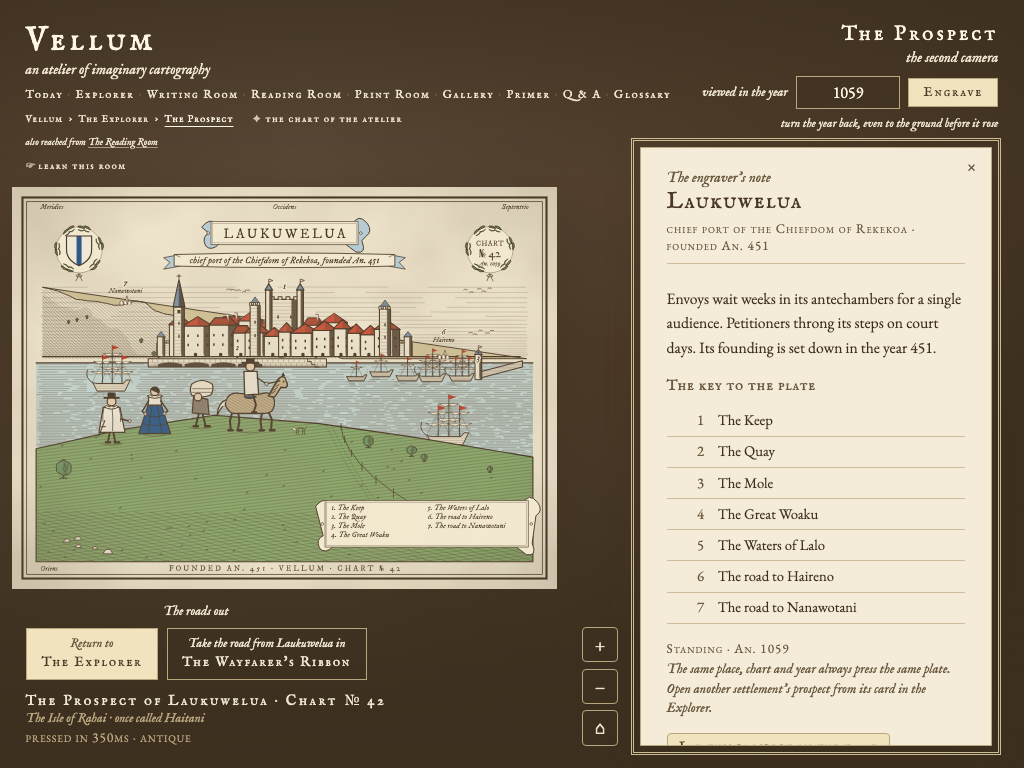 Vellum
an atelier of imaginary cartography
Today · Explorer · Writing Room · Reading Room · Print Room · Gallery · Primer · Q & A · Glossary
Vellum › The Explorer › The Prospect ✦ the chart of the atelier
also reached from The Reading Room
☞ learn this room
The Prospect
the second camera
viewed in the year 1059 Engrave
turn the year back, even to the ground before it rose
Meridies Occidens Septentrio
LAUKUWELUA
chief port of the Chiefdom of Rekekoa, founded An. 451
CHART
№ 42
An. 1059
7
Nanawotani
1
6
Haireno
2
3
1. The Keep
2. The Quay
3. The Mole
4. The Great Woaku
5. The Waters of Lalo
6. The road to Haireno
7. The road to Nanawotani
Oriens
FOUNDED AN. 451 · VELLUM · CHART № 42
The roads out
Return to
The Explorer
Take the road from Laukuwelua in
The Wayfarer's Ribbon
The Prospect of Laukuwelua · Chart № 42
The Isle of Rahai · once called Haitani
PRESSED IN 350MS · ANTIQUE
+
−
⌂
×
The engraver's note
Laukuwelua
chief port of the Chiefdom of Rekekoa ·
founded An. 451
Envoys wait weeks in its antechambers for a single
audience. Petitioners throng its steps on court
days. Its founding is set down in the year 451.
The key to the plate
1 The Keep
2 The Quay
3 The Mole
4 The Great Woaku
5 The Waters of Lalo
6 The road to Haireno
7 The road to Nanawotani
Standing · An. 1059
The same place, chart and year always press the same plate.
Open another settlement's prospect from its card in the
Explorer.